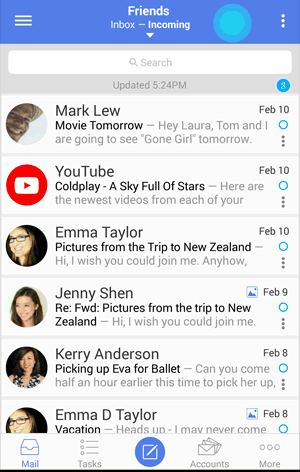 Friends
Inbox — Incoming
Search
Updated 5:24PM
8
Mark Lew
Feb 10
Movie Tomorrow — Hey Laura, Tom and I
are going to see "Gone Girl" tomorrow.
YouTube
Feb 10
Coldplay - A Sky Full Of Stars — Here are
the newest videos from each of your
Emma Taylor
Feb 10
Pictures from the Trip to New Zealand —
Hi, I wish you could join me. Anyhow,
Jenny Shen
Feb 9
Re: Fwd: Pictures from the trip to New
Zealand — Hi, I wish you could join me.
Kerry Anderson
Feb 8
Picking up Eva for Ballet — Can you come
half an hour earlier this time to pick her up,
Emma D Taylor
Feb 8
Vacation — Heads up - I may never come
Mail
Tasks
Accounts
More